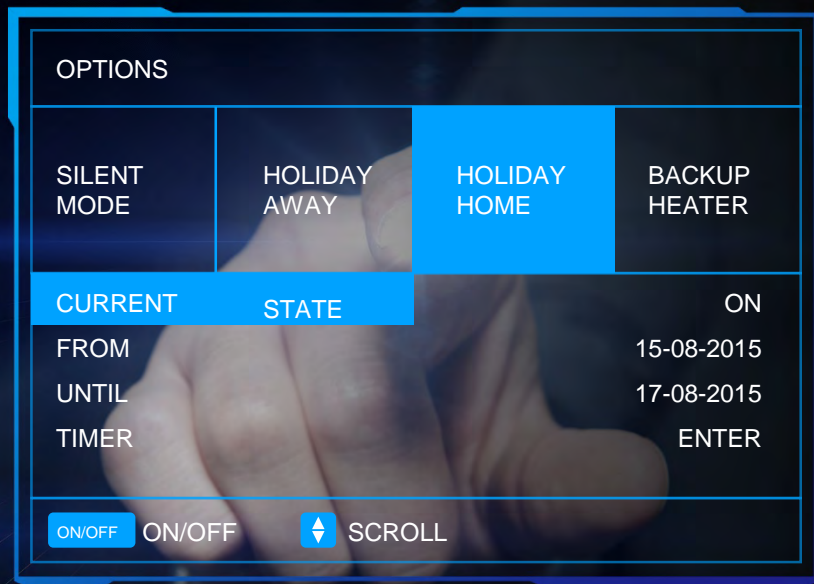 OPTIONS
SILENT MODE
HOLIDAY AWAY
HOLIDAY HOME
BACKUP HEATER
CURRENT STATE ON
FROM 15-08-2015
UNTIL 17-08-2015
TIMER ENTER
ON/OFF ON/OFF SCROLL